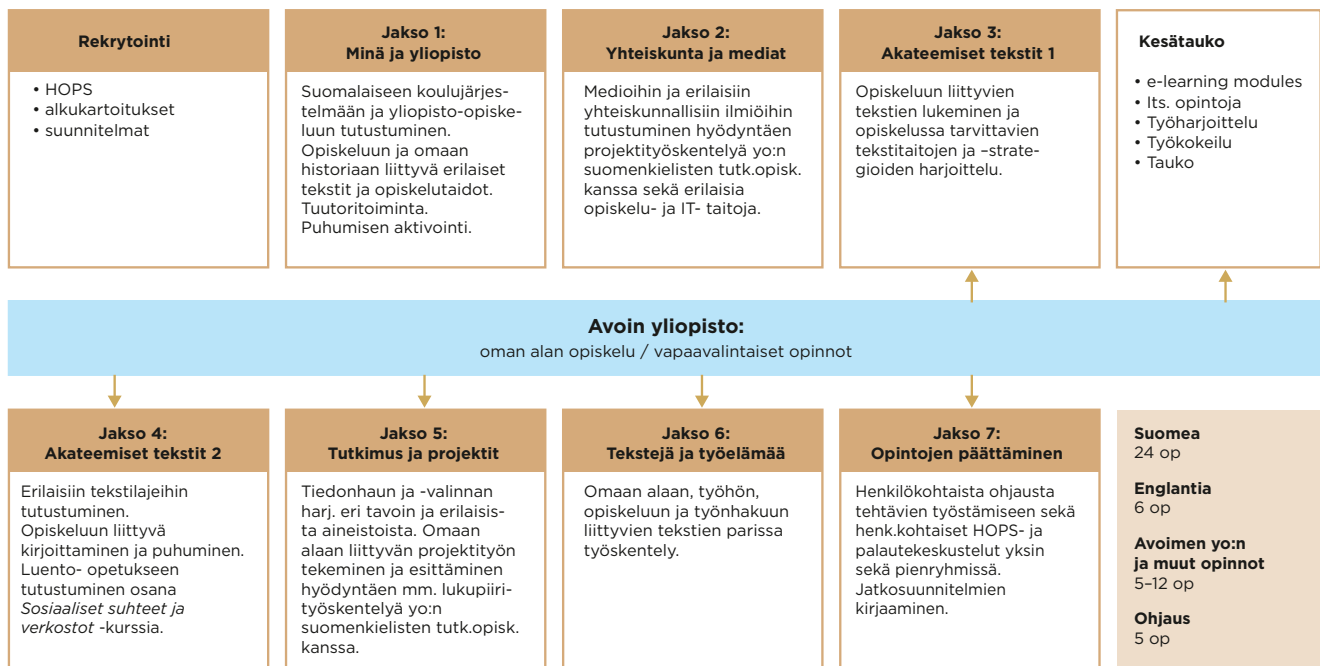 Rekrytointi
• HOPS
• alkukartoitukset
• suunnitelmat
Jakso 1:
Minä ja yliopisto
Suomalaiseen koulujärjes-
telmään ja yliopisto-opiske-
luun tutustuminen.
Opiskeluun ja omaan
historiaan liittyvä erilaiset
tekstit ja opiskelutaidot.
Tuutoritoiminta.
Puhumisen aktivointi.
Jakso 2:
Yhteiskunta ja mediat
Medioihin ja erilaisiin
yhteiskunnallisiin ilmiöihin
tutustuminen hyödyntäen
projektityöskentelyä yo:n
suomenkielisten tutk.opisk.
kanssa sekä erilaisia
opiskelu- ja IT- taitoja.
Jakso 3:
Akateemiset tekstit 1
Opiskeluun liittyvien
tekstien lukeminen ja
opiskelussa tarvittavien
tekstitaitojen ja –strate-
gioiden harjoittelu.
Kesätauko
• e-learning modules
• Its. opintoja
• Työharjoittelu
• Työkokeilu
• Tauko
Avoin yliopisto:
oman alan opiskelu / vapaavalintaiset opinnot
Jakso 4:
Akateemiset tekstit 2
Erilaisiin tekstilajeihin
tutustuminen.
Opiskeluun liittyvä
kirjoittaminen ja puhuminen.
Luento- opetukseen
tutustuminen osana
Sosiaaliset suhteet ja
verkostot -kurssia.
Jakso 5:
Tutkimus ja projektit
Tiedonhaun ja -valinnan
harj. eri tavoin ja erilaisis-
ta aineistoista. Omaan
alaan liittyvän projektityön
tekeminen ja esittäminen
hyödyntäen mm. lukupiiri-
työskentelyä yo:n
suomenkielisten tutk.opisk.
kanssa.
Jakso 6:
Tekstejä ja työelämää
Omaan alaan, työhön,
opiskeluun ja työnhakuun
liittyvien tekstien parissa
työskentely.
Jakso 7:
Opintojen päättäminen
Henkilökohtaista ohjausta
tehtävien työstämiseen sekä
henk.kohtaiset HOPS- ja
palautekeskustelut yksin
sekä pienryhmissä.
Jatkosuunnitelmien
kirjaaminen.
Suomea
24 op
Englantia
6 op
Avoimen yo:n
ja muut opinnot
5–12 op
Ohjaus
5 op